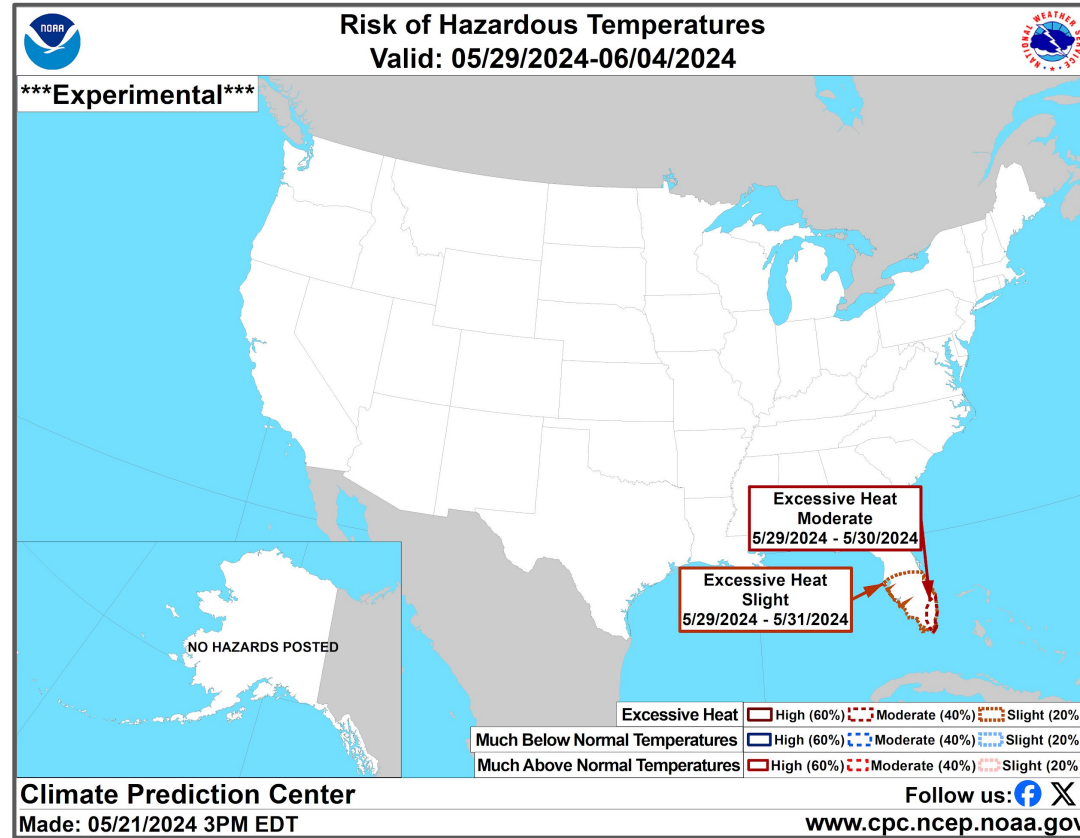 NOAA
Risk of Hazardous Temperatures
Valid: 05/29/2024-06/04/2024
NATIONAL WEATHER SERVICE
***Experimental***
Excessive Heat
Moderate
5/29/2024 - 5/30/2024
Excessive Heat
Slight
5/29/2024 - 5/31/2024
NO HAZARDS POSTED
Excessive Heat High (60%) Moderate (40%) Slight (20%
Much Below Normal Temperatures High (60%) Moderate (40%) Slight (20%
Much Above Normal Temperatures High (60%) Moderate (40%) Slight (20%
Climate Prediction Center
Follow us:
Made: 05/21/2024 3PM EDT
www.cpc.ncep.noaa.gov